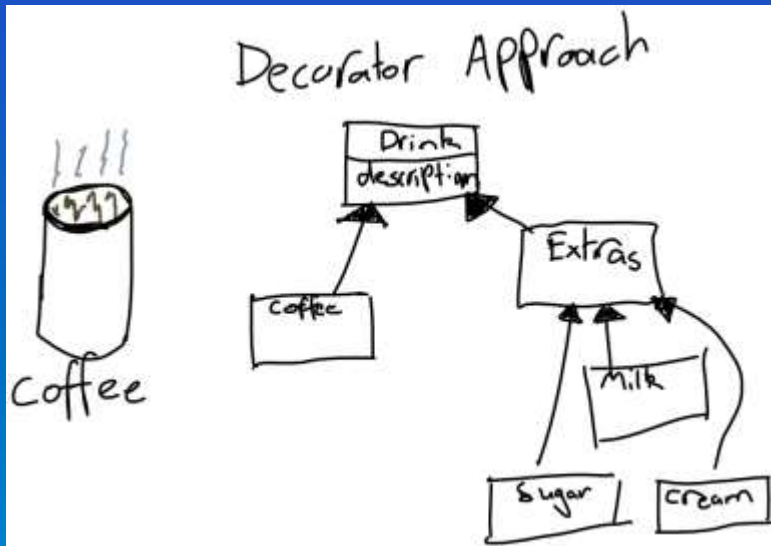 Decorator Approach
Drink
description
Extras
coffee
Milk
coffee
Sugar
cream